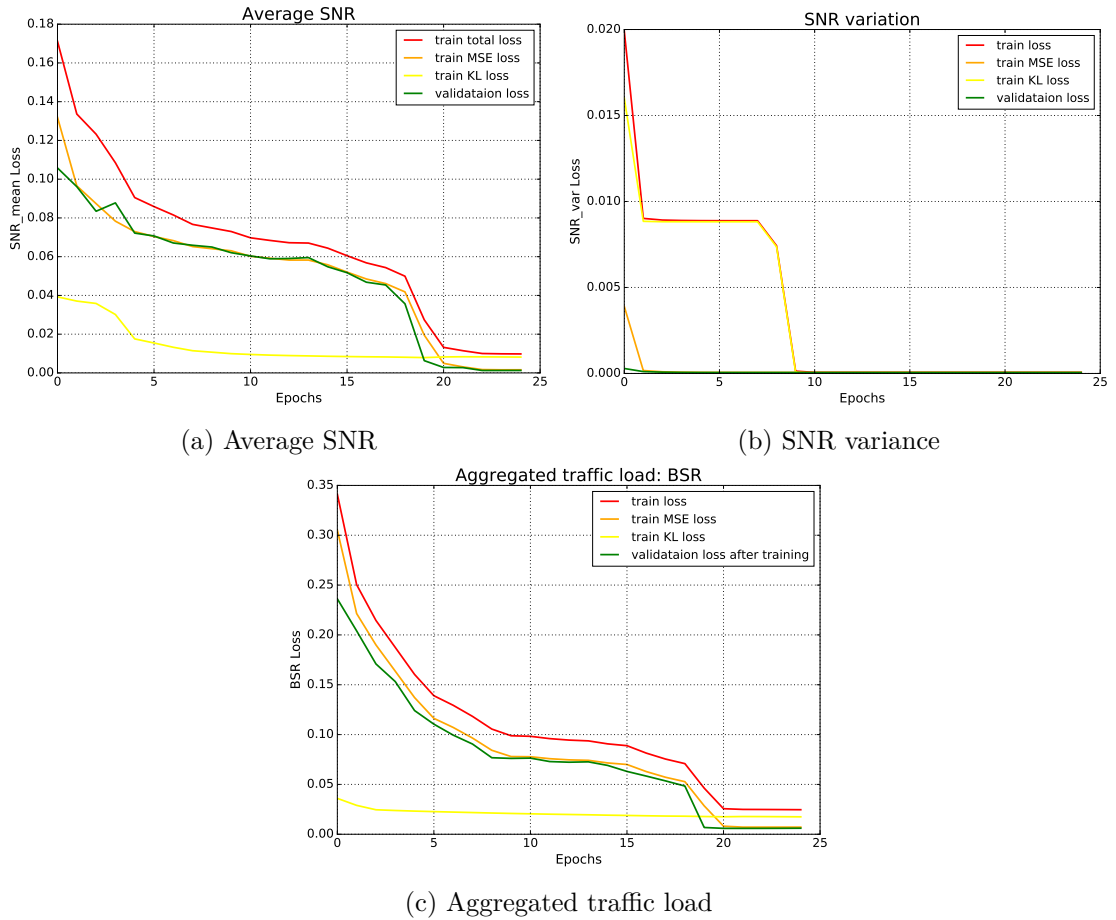 Average SNR
0.18
0.16
0.14
0.12
0.10
0.08
0.06
0.04
0.02
0.00
SNR_mean Loss
0 5 10 15 20 25
Epochs
train total loss
train MSE loss
train KL loss
validataion loss
(a) Average SNR
SNR variation
0.020
0.015
0.010
0.005
0.000
SNR_var Loss
0 5 10 15 20 25
Epochs
train loss
train MSE loss
train KL loss
validataion loss
(b) SNR variance
Aggregated traffic load: BSR
0.35
0.30
0.25
0.20
0.15
0.10
0.05
0.00
BSR Loss
0 5 10 15 20 25
Epochs
train loss
train MSE loss
train KL loss
validataion loss after training
(c) Aggregated traffic load